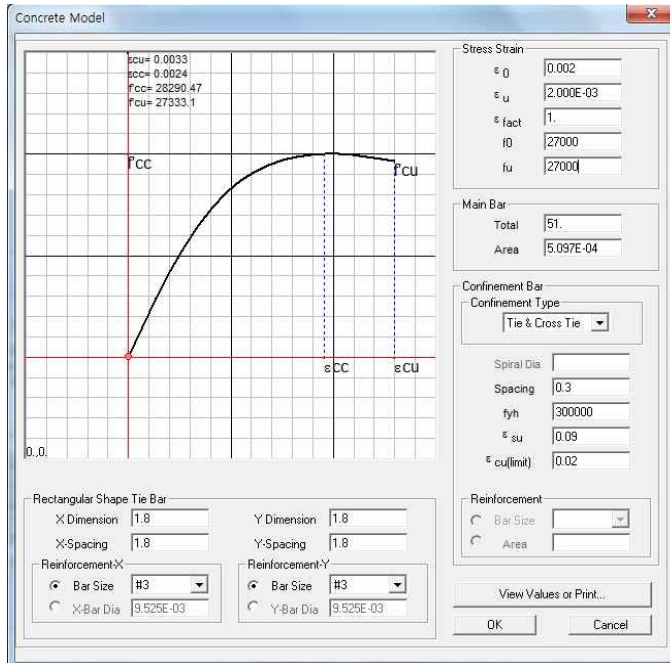 Concrete Model
x
εcu= 0.0033
εcc= 0.0024
f'cc= 28290.47
f'cu= 27333.1
f'cc
f'cu
εcc
εcu
0.,0.
Stress Strain
ε 0 0.002
ε u 2.000E-03
ε fact 1.
f0 27000
fu 27000
Main Bar
Total 51.
Area 5.097E-04
Confinement Bar
Confinement Type
Tie & Cross Tie
Spiral Dia
Spacing 0.3
fyh 300000
ε su 0.09
ε cu(limit) 0.02
Reinforcement
Bar Size
Area
Rectangular Shape Tie Bar
X Dimension 1.8 Y Dimension 1.8
X-Spacing 1.8 Y-Spacing 1.8
Reinforcement-X Reinforcement-Y
Bar Size #3 Bar Size #3
X-Bar Dia 9.525E-03 Y-Bar Dia 9.525E-03
View Values or Print...
OK Cancel